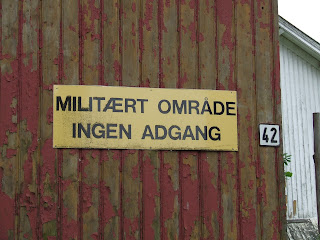 MILITÆRT OMRÅDE
INGEN ADGANG
42